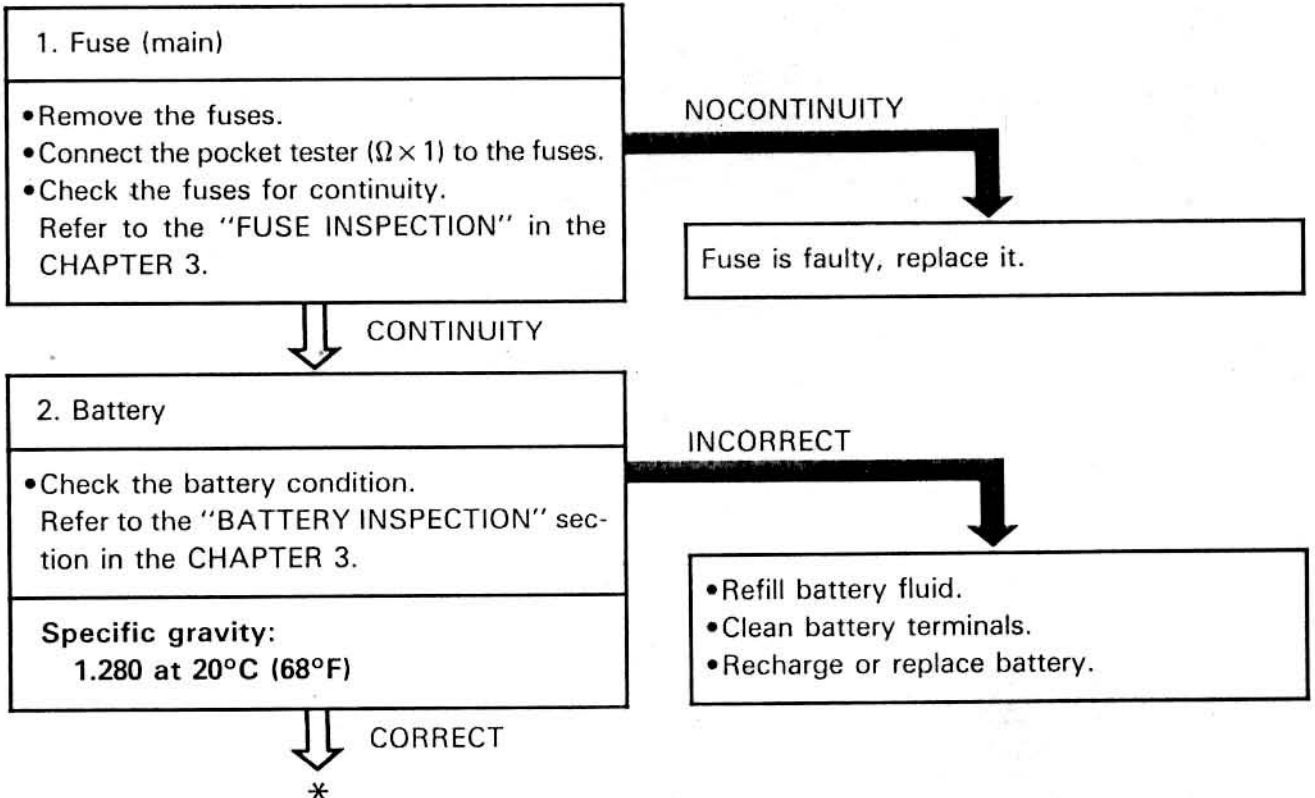 1. Fuse (main)
•Remove the fuses.
•Connect the pocket tester (Ω × 1) to the fuses.
•Check the fuses for continuity.
Refer to the "FUSE INSPECTION" in the
CHAPTER 3.
NOCONTINUITY
Fuse is faulty, replace it.
CONTINUITY
2. Battery
•Check the battery condition.
Refer to the "BATTERY INSPECTION" sec-
tion in the CHAPTER 3.
Specific gravity:
1.280 at 20°C (68°F)
INCORRECT
•Refill battery fluid.
•Clean battery terminals.
•Recharge or replace battery.
CORRECT
*